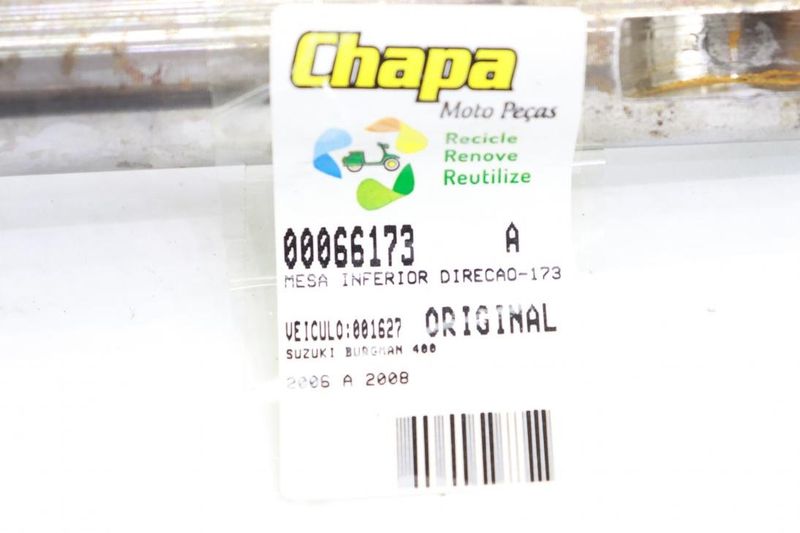 Chapa
Moto Peças
Recicle
Renove
Reutilize
00066173 A
MESA INFERIOR DIRECAO-173
VEICULO:001627 ORIGINAL
SUZUKI BURGMAN 400
2006 A 2008